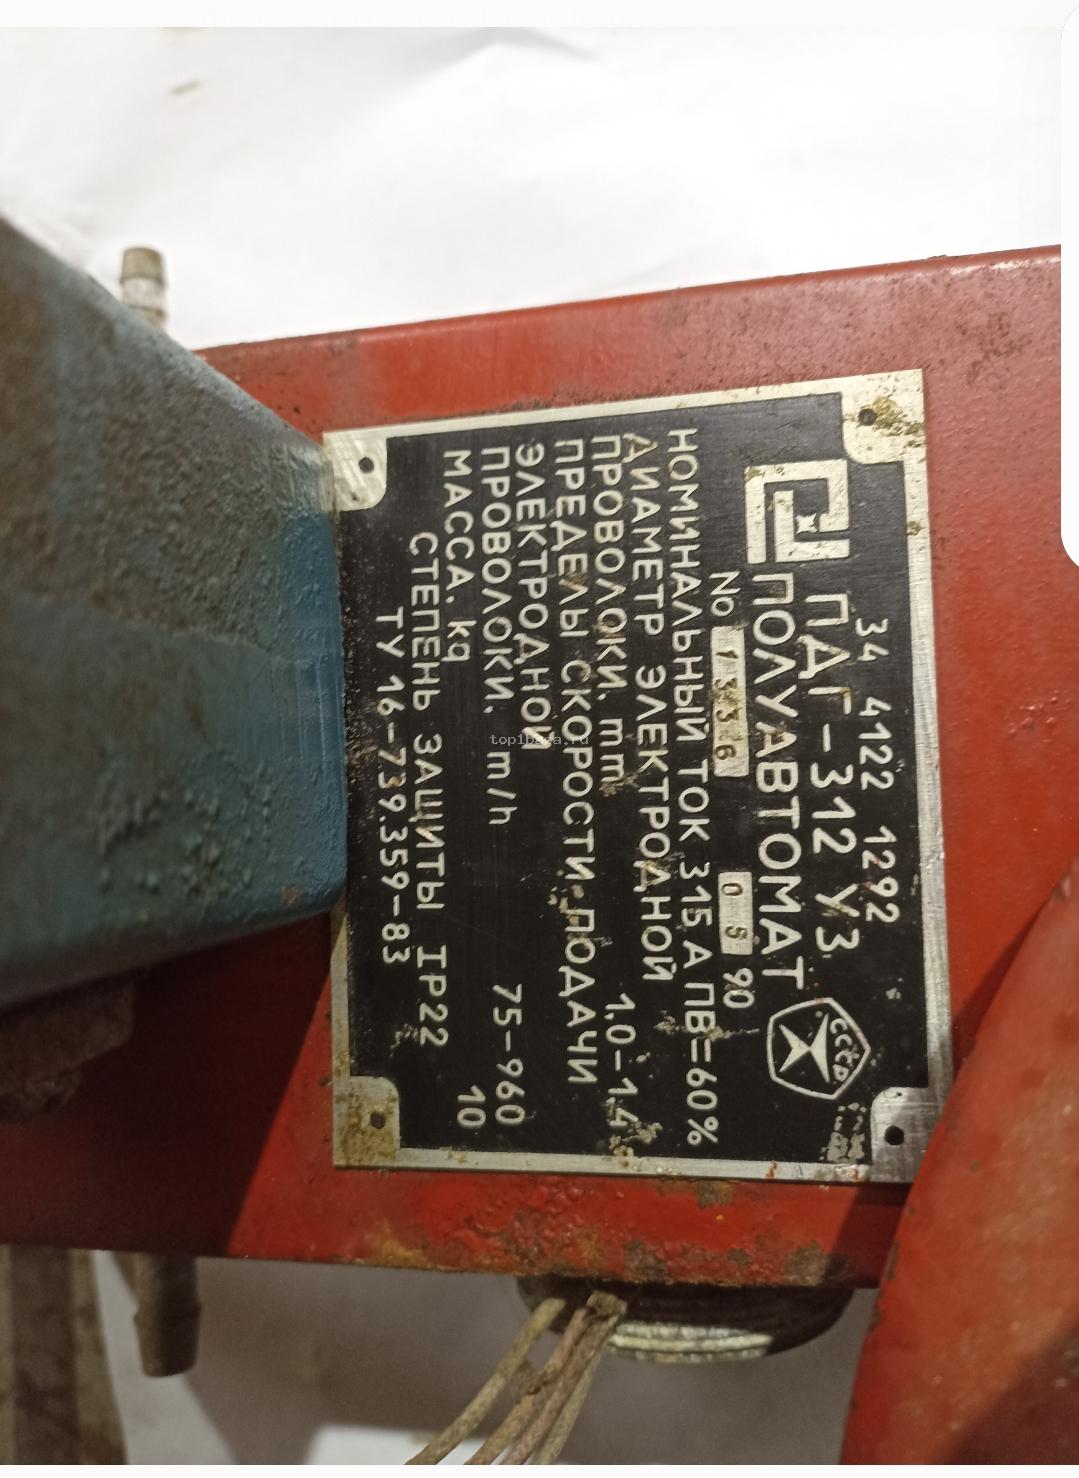 34 4122 1292
ПДГ-312 У3
ПОЛУАВТОМАТ
СССР
No 1336 05 90
НОМИНАЛЬНЫЙ ТОК 315 А ПВ=60%
ДИАМЕТР ЭЛЕКТРОДНОЙ
ПРОВОЛОКИ, mm 1.0-1.4
ПРЕДЕЛЫ СКОРОСТИ ПОДАЧИ
ЭЛЕКТРОДНОЙ
ПРОВОЛОКИ, m/h 75-960
МАССА, kg 10
СТЕПЕНЬ ЗАЩИТЫ IP22
ТУ 16-739.359-83
top1baza.ru